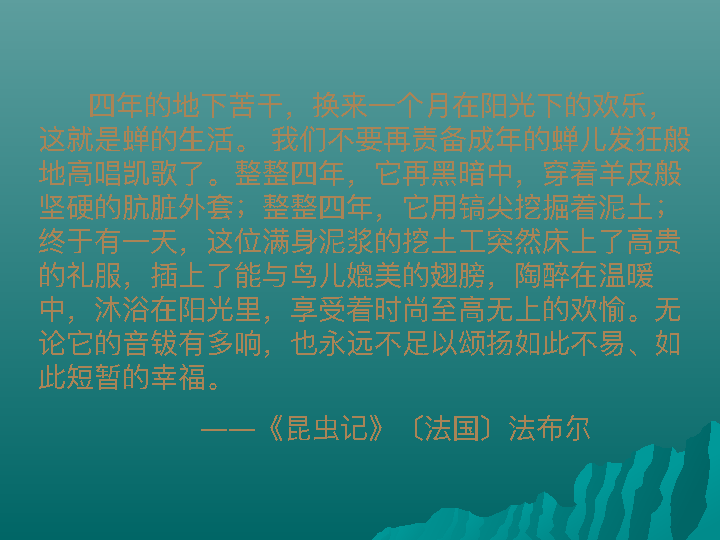 四年的地下苦干，换来一个月在阳光下的欢乐，
这就是蝉的生活。 我们不要再责备成年的蝉儿发狂般
地高唱凯歌了。整整四年，它再黑暗中，穿着羊皮般
坚硬的肮脏外套；整整四年，它用镐尖挖掘着泥土；
终于有一天，这位满身泥浆的挖土工突然床上了高贵
的礼服，插上了能与鸟儿媲美的翅膀，陶醉在温暖
中，沐浴在阳光里，享受着时尚至高无上的欢愉。无
论它的音钹有多响，也永远不足以颂扬如此不易、如
此短暂的幸福。
——《昆虫记》〔法国〕法布尔